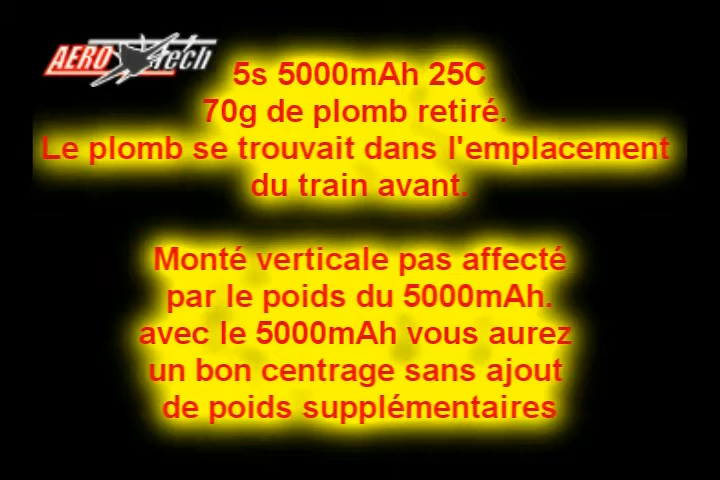 AERO tech
5s 5000mAh 25C
70g de plomb retiré.
Le plomb se trouvait dans l'emplacement
du train avant.
Monté verticale pas affecté
par le poids du 5000mAh.
avec le 5000mAh vous aurez
un bon centrage sans ajout
de poids supplémentaires